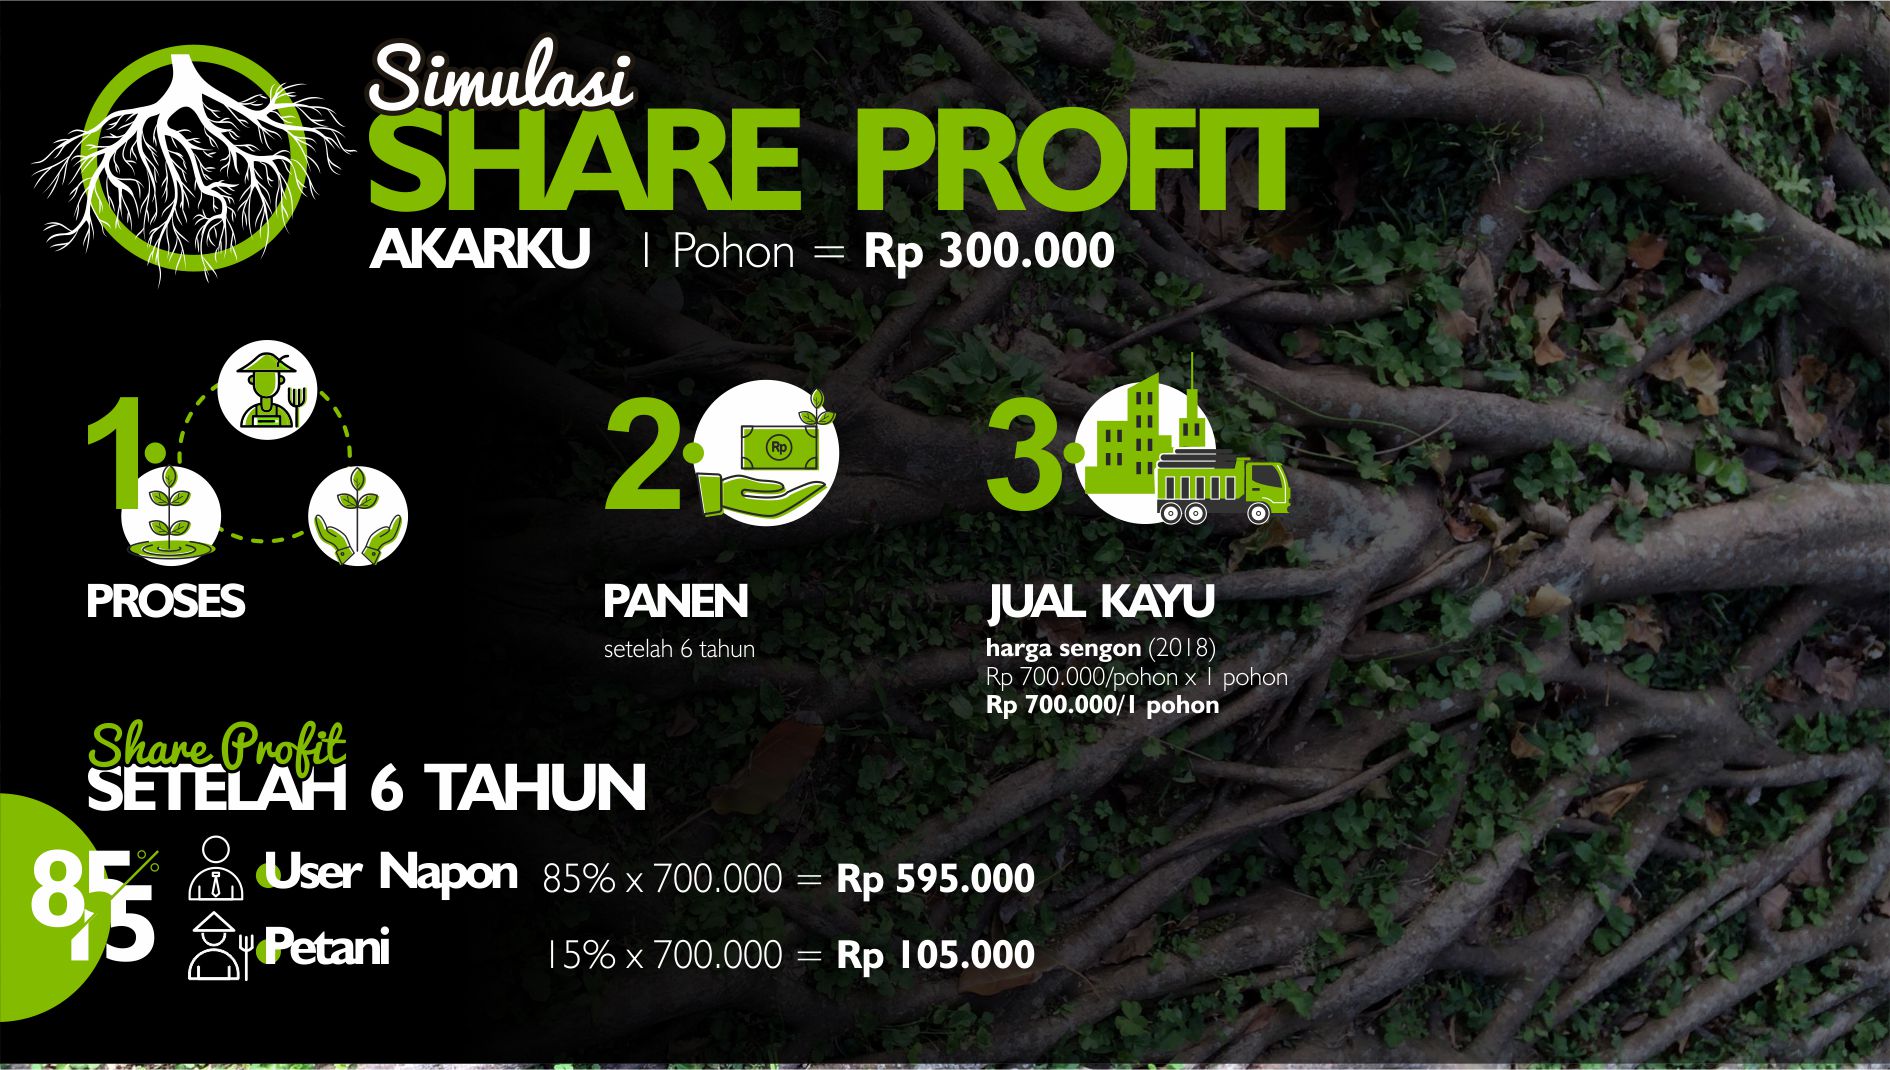 Simulasi
SHARE PROFIT
AKARKU 1 Pohon = Rp 300.000
1.
2.
Rp
3.
PROSES
PANEN
setelah 6 tahun
JUAL KAYU
harga sengon (2018)
Rp 700.000/pohon x 1 pohon
Rp 700.000/1 pohon
Share Profit
SETELAH 6 TAHUN
85%
15
User Napon 85% x 700.000 = Rp 595.000
Petani 15% x 700.000 = Rp 105.000